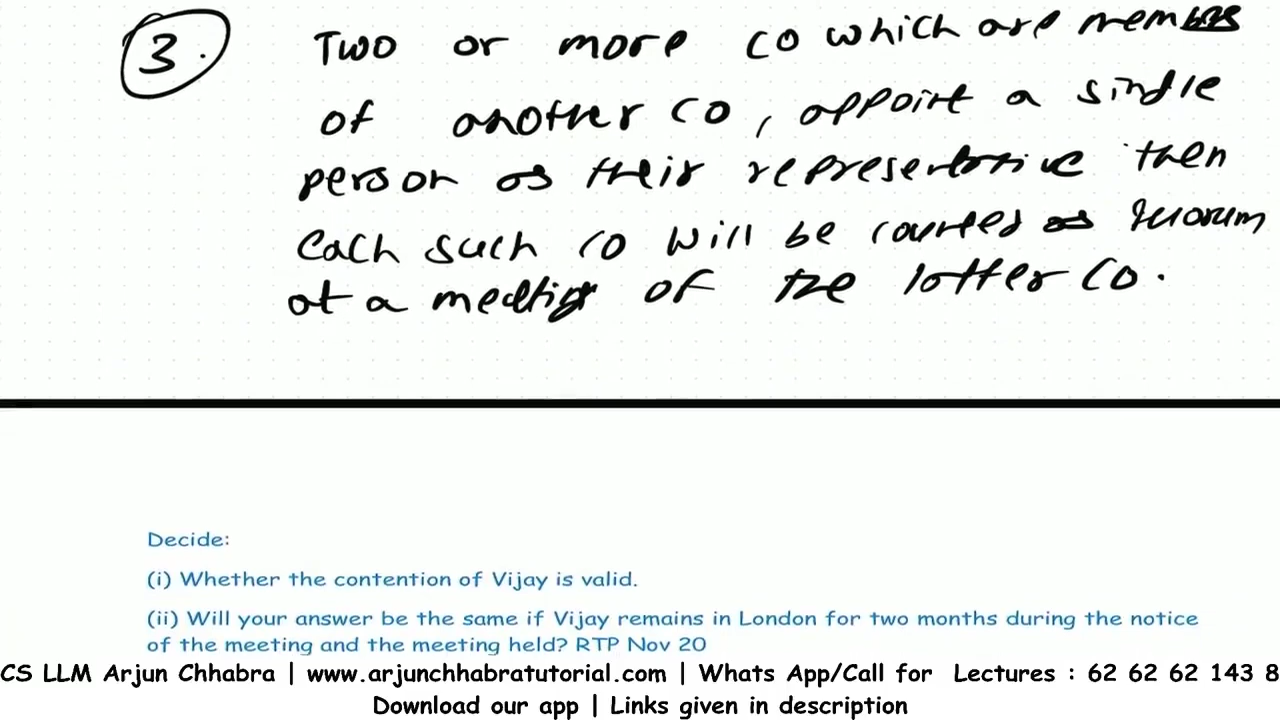 3.
Two or more co which are members
of another co, appoint a single
person as their representative then
each such co will be counted as quorum
at a meeting of the latter co.
Decide:
(i) Whether the contention of Vijay is valid.
(ii) Will your answer be the same if Vijay remains in London for two months during the notice
of the meeting and the meeting held? RTP Nov 20
CS LLM Arjun Chhabra | www.arjunchhabratutorial.com | Whats App/Call for Lectures : 62 62 62 143 8
Download our app | Links given in description